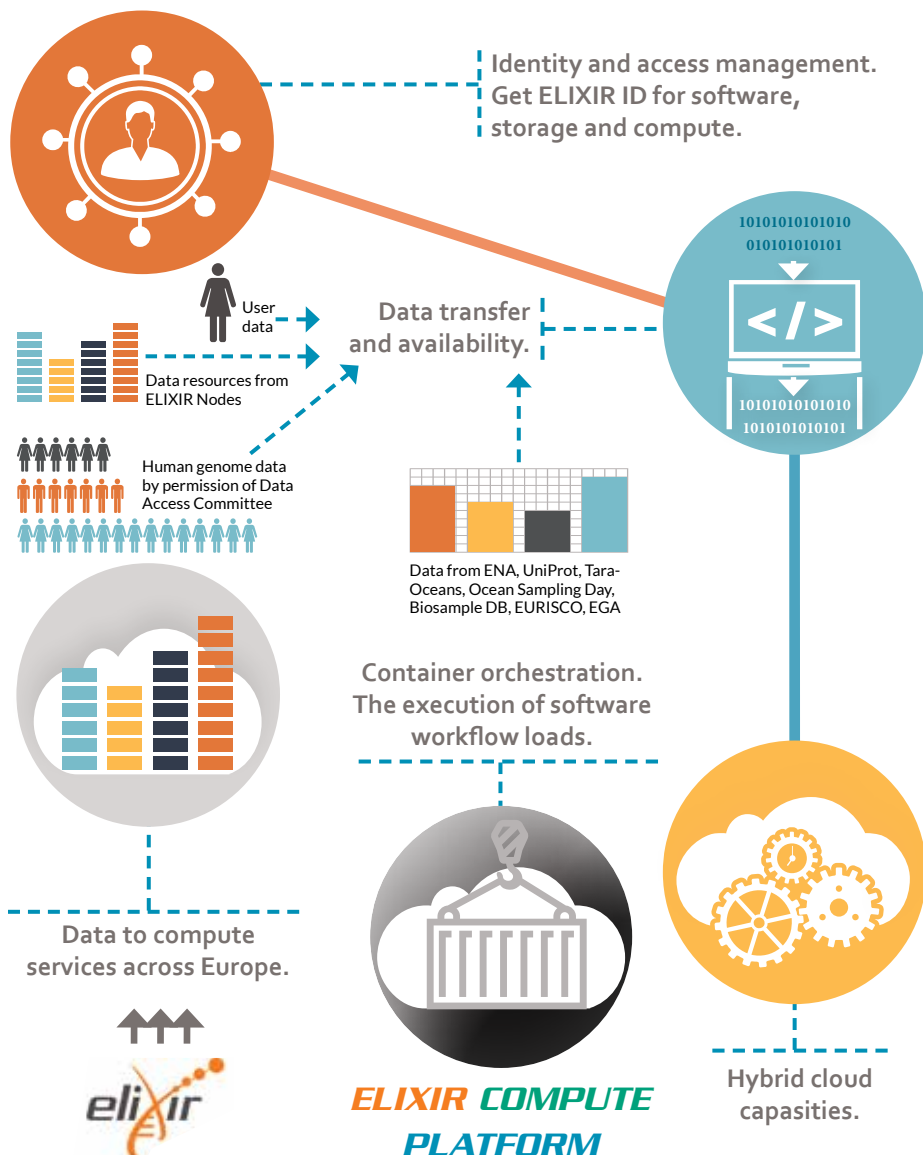 Identity and access management.
Get ELIXIR ID for software,
storage and compute.
10101010101010
010101010101
</>
10101010101010
1010101010101
User
data
Data transfer
and availability.
Data resources from
ELIXIR Nodes
Human genome data
by permission of Data
Access Committee
Data from ENA, UniProt, Tara-
Oceans, Ocean Sampling Day,
Biosample DB, EURISCO, EGA
Container orchestration.
The execution of software
workflow loads.
Data to compute
services across Europe.
elixir
ELIXIR COMPUTE
PLATFORM
Hybrid cloud
capasities.